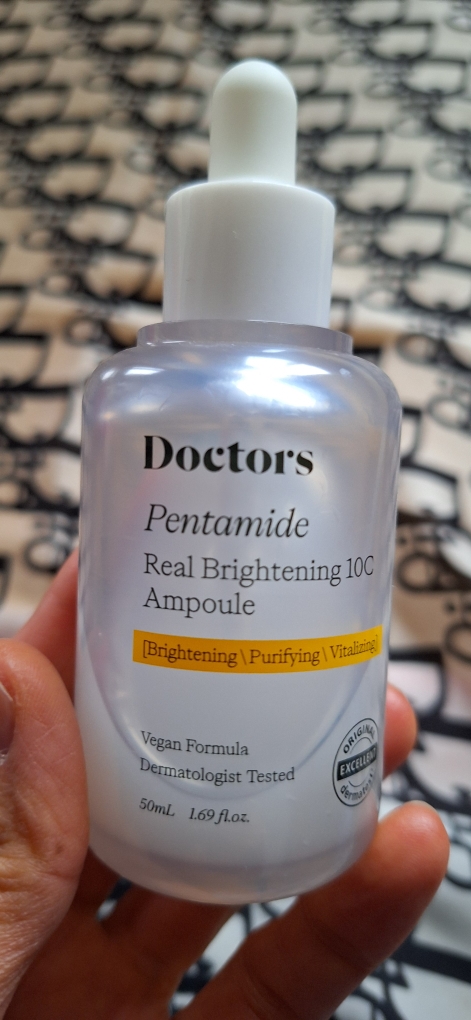 Doctors
Pentamide
Real Brightening 10C
Ampoule
[Brightening \ Purifying \ Vitalizing]
Vegan Formula
Dermatologist Tested
50mL 1.69 fl.oz.
ORIGINAL
EXCELLENT